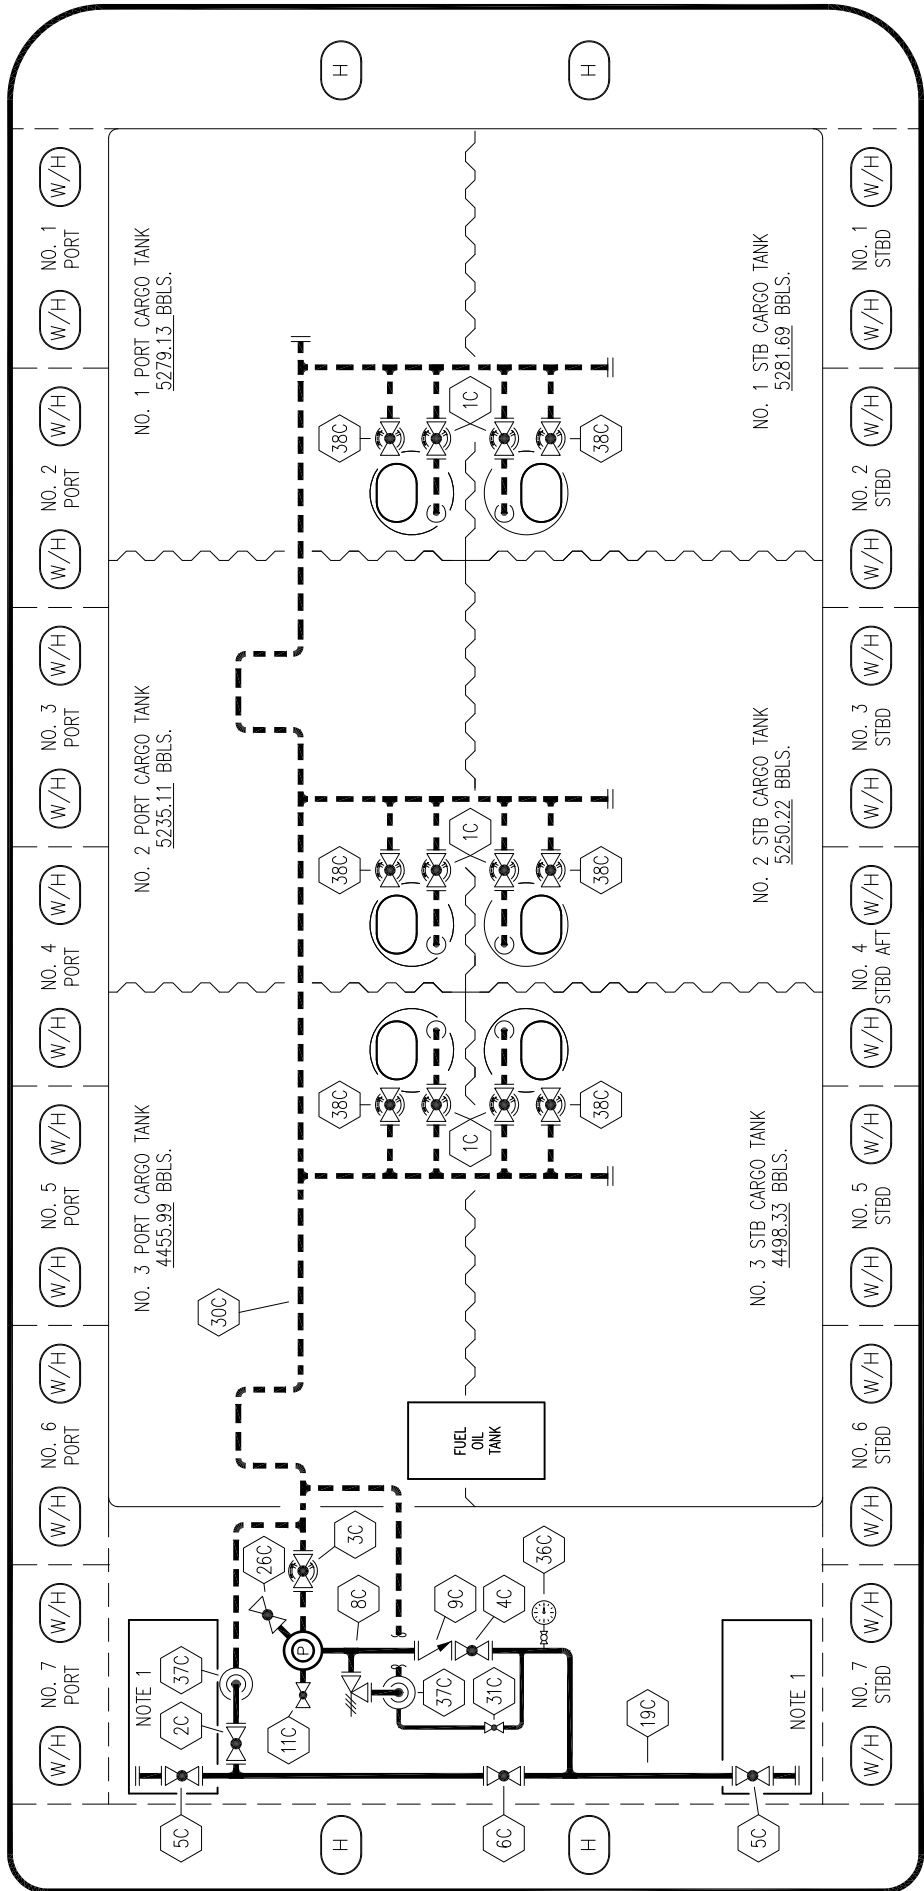 H
H
W/H
NO. 1
PORT
W/H
W/H
NO. 2
PORT
W/H
W/H
NO. 3
PORT
W/H
W/H
NO. 4
PORT
W/H
W/H
NO. 5
PORT
W/H
W/H
NO. 6
PORT
W/H
W/H
NO. 7
PORT
W/H
NO. 1 PORT CARGO TANK
5279.13 BBLS.
NO. 1 STB CARGO TANK
5281.69 BBLS.
38C
1C
38C
NO. 2 PORT CARGO TANK
5235.11 BBLS.
NO. 2 STB CARGO TANK
5250.22 BBLS.
38C
1C
38C
NO. 3 PORT CARGO TANK
4455.99 BBLS.
NO. 3 STB CARGO TANK
4498.33 BBLS.
38C
1C
38C
30C
FUEL
OIL
TANK
26C
3C
8C
9C
4C
36C
P
NOTE 1
37C
2C
11C
37C
31C
19C
NOTE 1
5C
6C
5C
W/H
NO. 1
STBD
W/H
W/H
NO. 2
STBD
W/H
W/H
NO. 3
STBD
W/H
W/H
NO. 4
STBD AFT
W/H
W/H
NO. 5
STBD
W/H
W/H
NO. 6
STBD
W/H
W/H
NO. 7
STBD
W/H
H
H